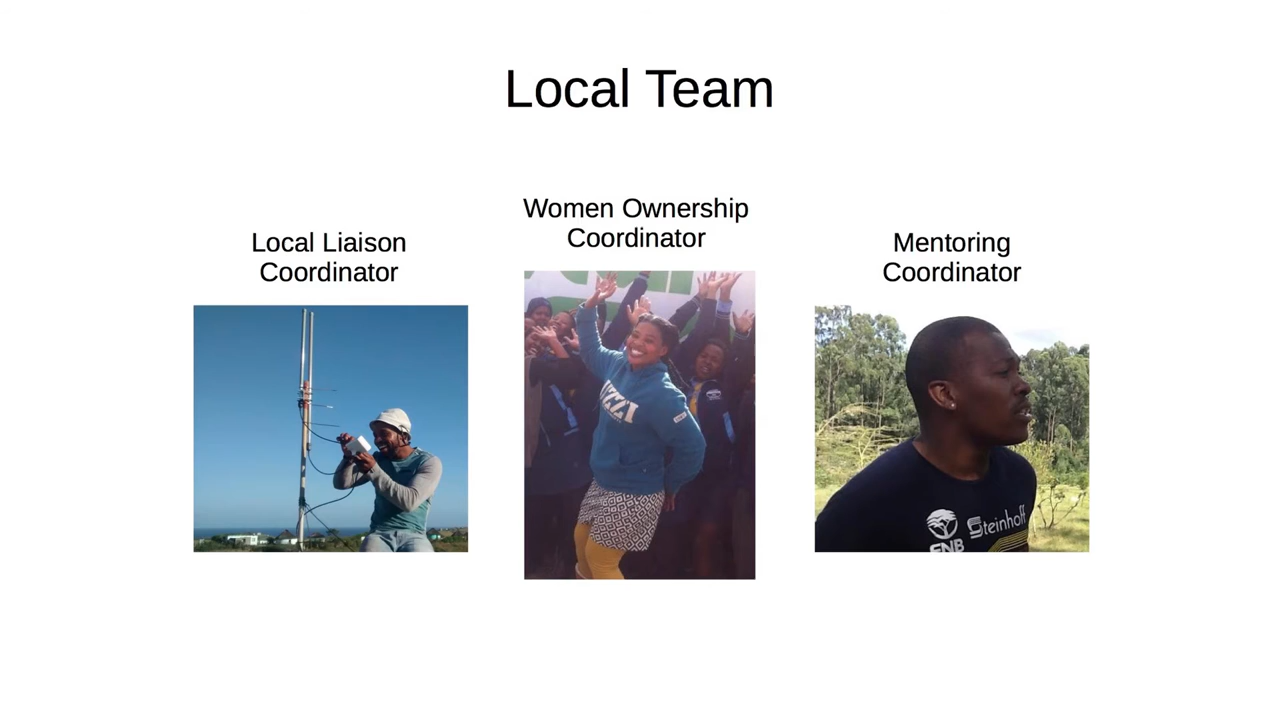 Local Team
Women Ownership
Coordinator
Local Liaison
Coordinator
Mentoring
Coordinator
Steinhoff
FNB